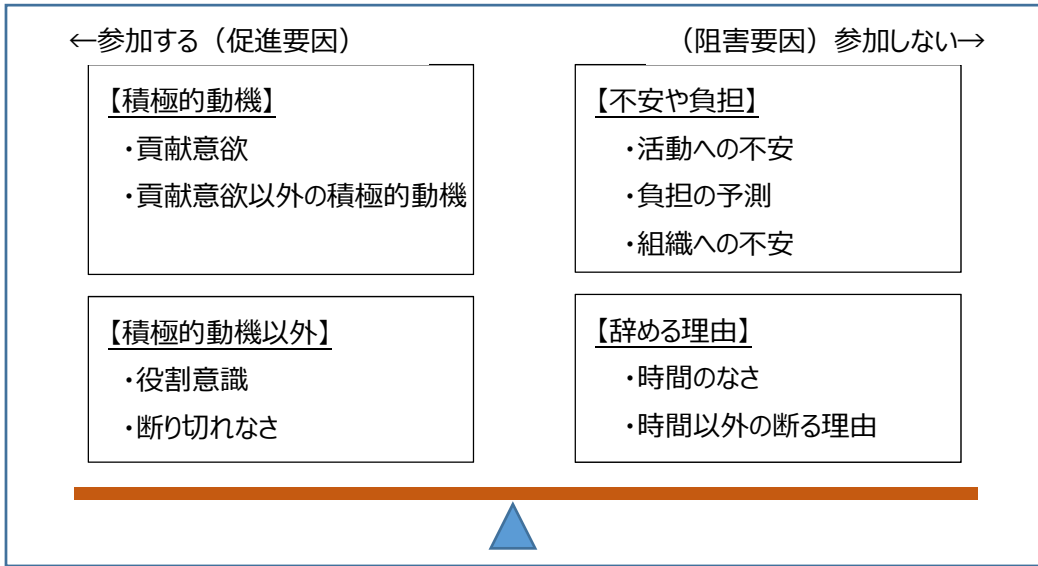 ←参加する（促進要因）
（阻害要因）参加しない→
【積極的動機】
・貢献意欲
・貢献意欲以外の積極的動機
【不安や負担】
・活動への不安
・負担の予測
・組織への不安
【積極的動機以外】
・役割意識
・断り切れなさ
【辞める理由】
・時間のなさ
・時間以外の断る理由